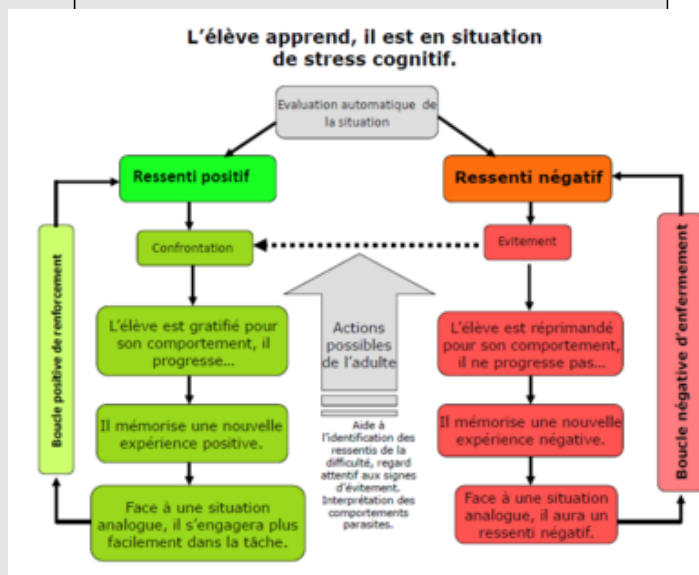 L'élève apprend, il est en situation
de stress cognitif.
Evaluation automatique de
la situation
Ressenti positif
Ressenti négatif
Confrontation
Evitement
L'élève est gratifié pour
son comportement, il
progresse...
Il mémorise une nouvelle
expérience positive.
Face à une situation
analogue, il s'engagera plus
facilement dans la tâche.
Boucle positive de renforcement
Actions
possibles
de l'adulte
Aide à
l'identification des
ressentis de la
difficulté, regard
attentif aux signes
d'évitement.
Interprétation des
comportements
parasites.
L'élève est réprimandé
pour son comportement,
il ne progresse pas...
Il mémorise une nouvelle
expérience négative.
Face à une situation
analogue, il aura un
ressenti négatif.
Boucle négative d'enfermement